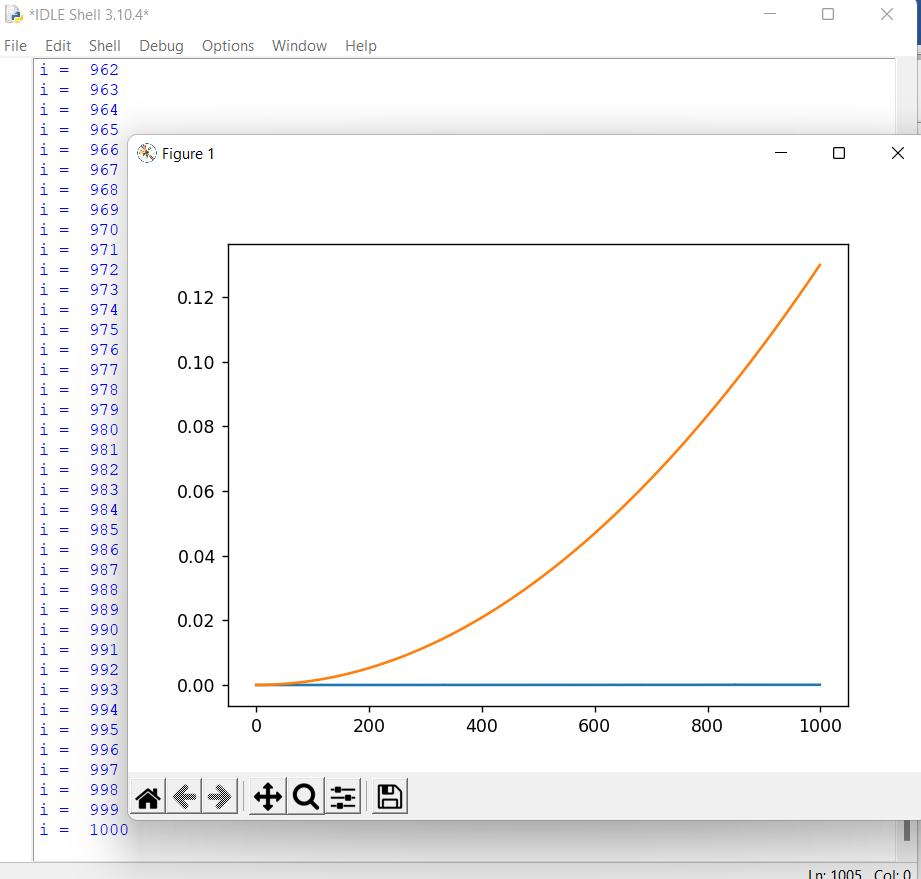 *IDLE Shell 3.10.4*
File Edit Shell Debug Options Window Help
i =  962
i =  963
i =  964
i =  965
i =  966
i =  967
i =  968
i =  969
i =  970
i =  971
i =  972
i =  973
i =  974
i =  975
i =  976
i =  977
i =  978
i =  979
i =  980
i =  981
i =  982
i =  983
i =  984
i =  985
i =  986
i =  987
i =  988
i =  989
i =  990
i =  991
i =  992
i =  993
i =  994
i =  995
i =  996
i =  997
i =  998
i =  999
i =  1000
Figure 1
0.12
0.10
0.08
0.06
0.04
0.02
0.00
0 200 400 600 800 1000
Ln: 1005 Col: 0